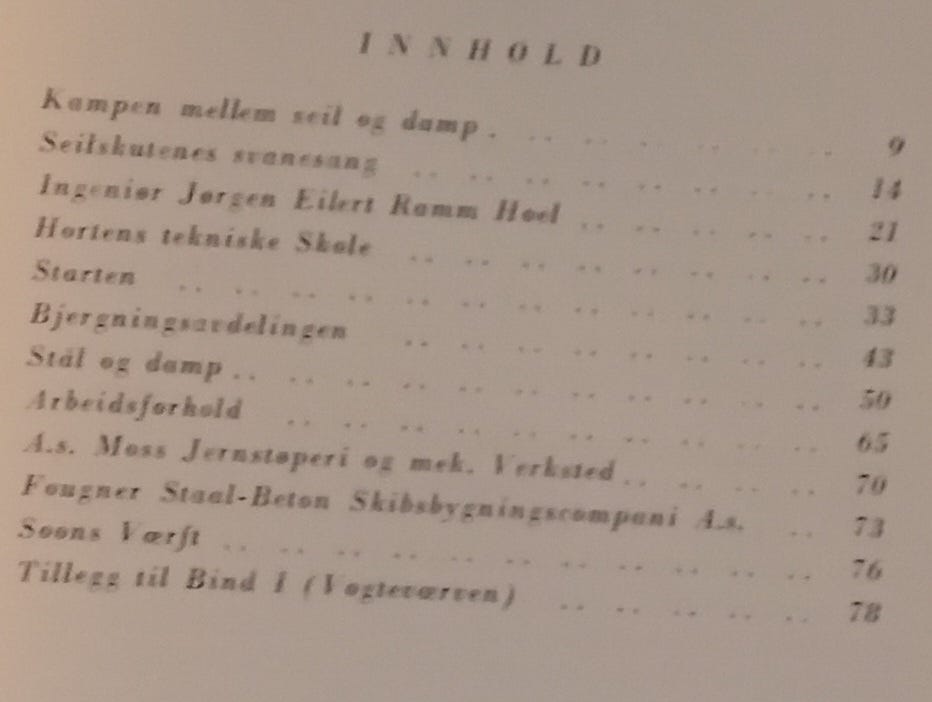 INNHOLD
Kampen mellem seil og damp . .. .. .. .. .. .. 9
Seilskutenes svanesang .. .. .. .. .. .. .. .. 14
Ingeniør Jørgen Eilert Ramm Hoel .. .. .. .. .. 21
Hortens tekniske Skole .. .. .. .. .. .. .. .. 30
Starten .. .. .. .. .. .. .. .. .. .. .. .. 33
Bjergningsavdelingen .. .. .. .. .. .. .. .. 43
Stål og damp .. .. .. .. .. .. .. .. .. .. .. 50
Arbeidsforhold .. .. .. .. .. .. .. .. .. .. 65
A.s. Moss Jernstøperi og mek. Verksted .. .. .. .. 70
Fougner Staal-Beton Skibsbygningscompani A.s. .. 73
Soons Værft .. .. .. .. .. .. .. .. .. .. .. 76
Tillegg til Bind I (Vogteværven) .. .. .. .. .. 78